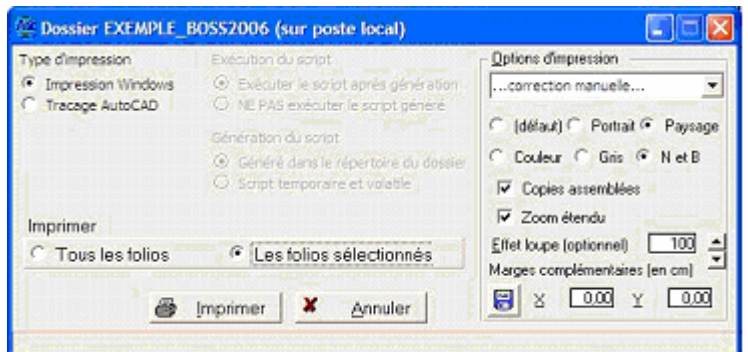 Dossier EXEMPLE_BOSS2006 (sur poste local)
Type d'impression
Impression Windows
Tracage AutoCAD
Exécution du script
Exécuter le script après génération
NE PAS exécuter le script généré
Génération du script
Généré dans le répertoire du dossier
Script temporaire et volatile
Imprimer
Tous les folios
Les folios sélectionnés
Imprimer
Annuler
Options d'impression
...correction manuelle...
(défaut) Portrait Paysage
Couleur Gris N et B
Copies assemblées
Zoom étendu
Effet loupe (optionnel) 100
Marges complémentaires (en cm)
X 0,00 Y 0,00